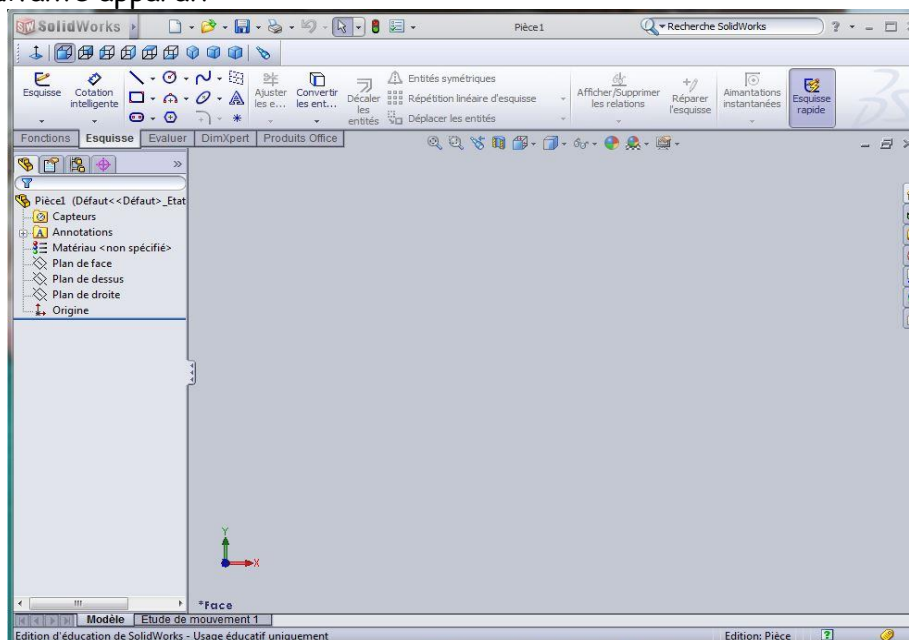 SolidWorks
Pièce1
Recherche SolidWorks
Esquisse
Cotation intelligente
Ajuster les e...
Convertir les ent...
Décaler les entités
Entités symétriques
Répétition linéaire d'esquisse
Déplacer les entités
Afficher/Supprimer les relations
Réparer l'esquisse
Aimantations instantanées
Esquisse rapide
Fonctions Esquisse Evaluer DimXpert Produits Office
Pièce1 (Défaut<<Défaut>_Etat
Capteurs
Annotations
Matériau <non spécifié>
Plan de face
Plan de dessus
Plan de droite
Origine
Y
X
*Face
Modèle Etude de mouvement 1
Edition d'éducation de SolidWorks - Usage éducatif uniquement
Edition: Pièce